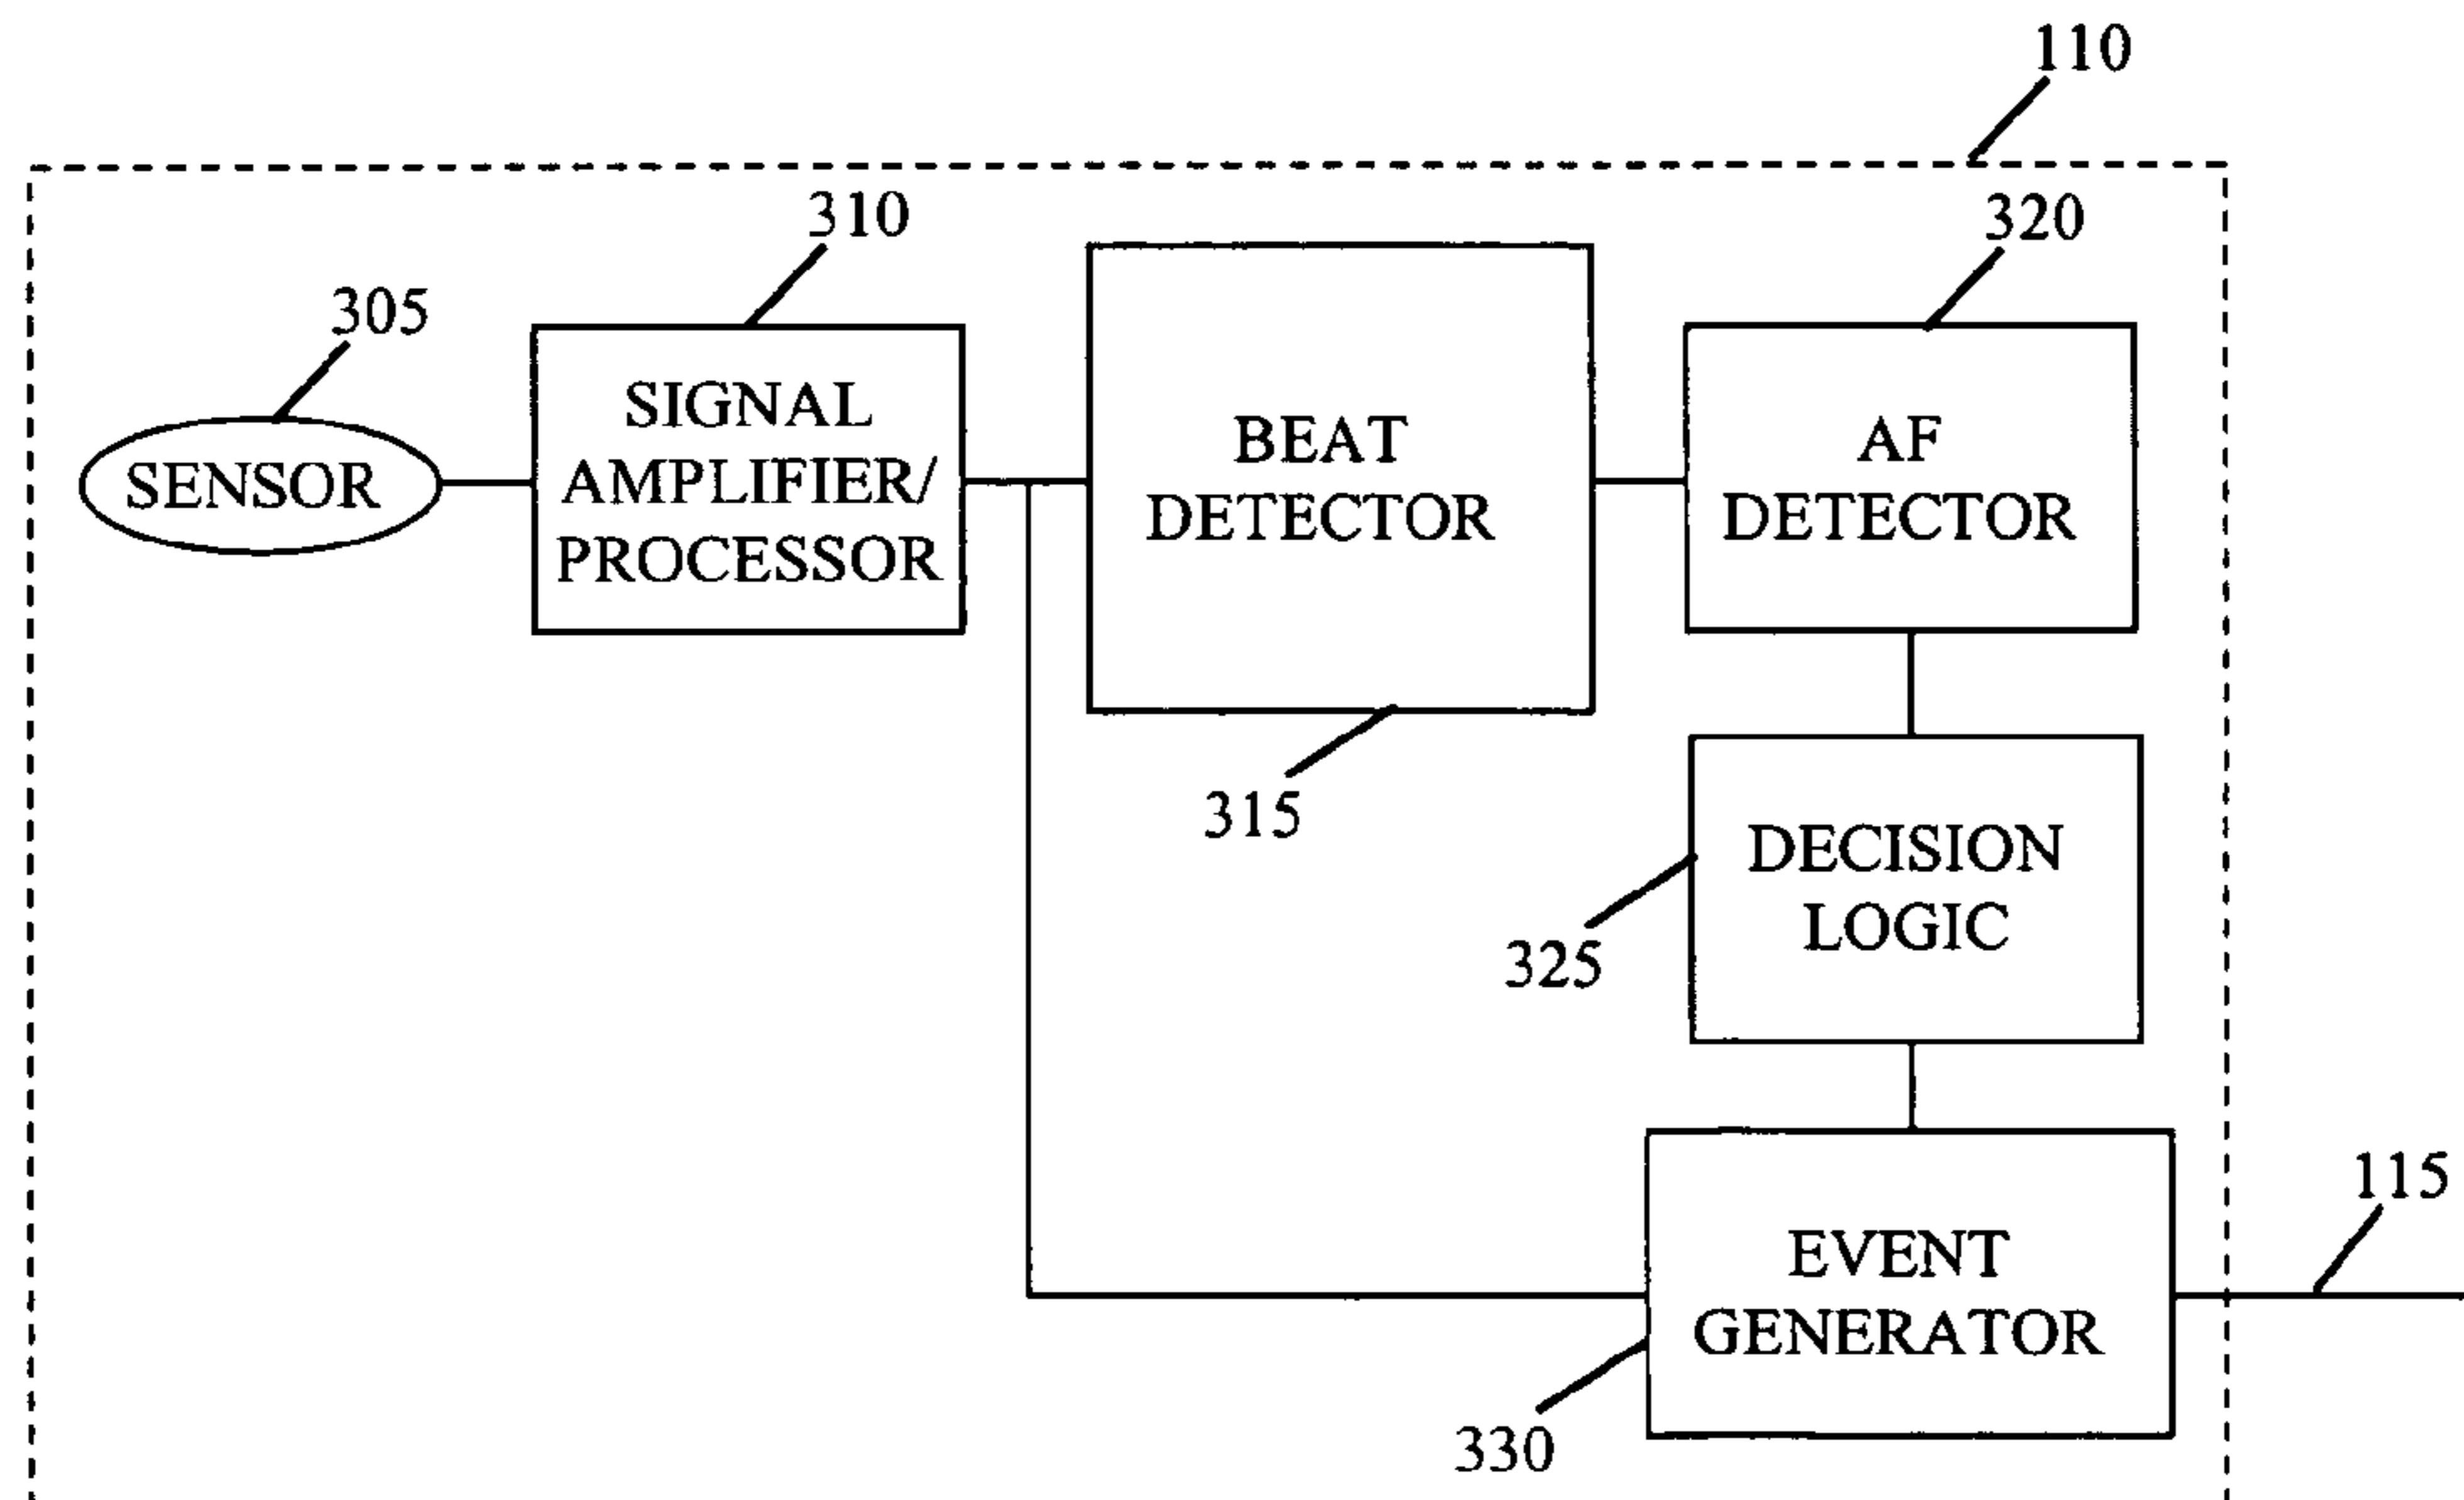 110
310
320
305
SIGNAL
AMPLIFIER/
PROCESSOR
BEAT
DETECTOR
AF
DETECTOR
SENSOR
315
DECISION
LOGIC
325
115
EVENT
GENERATOR
330